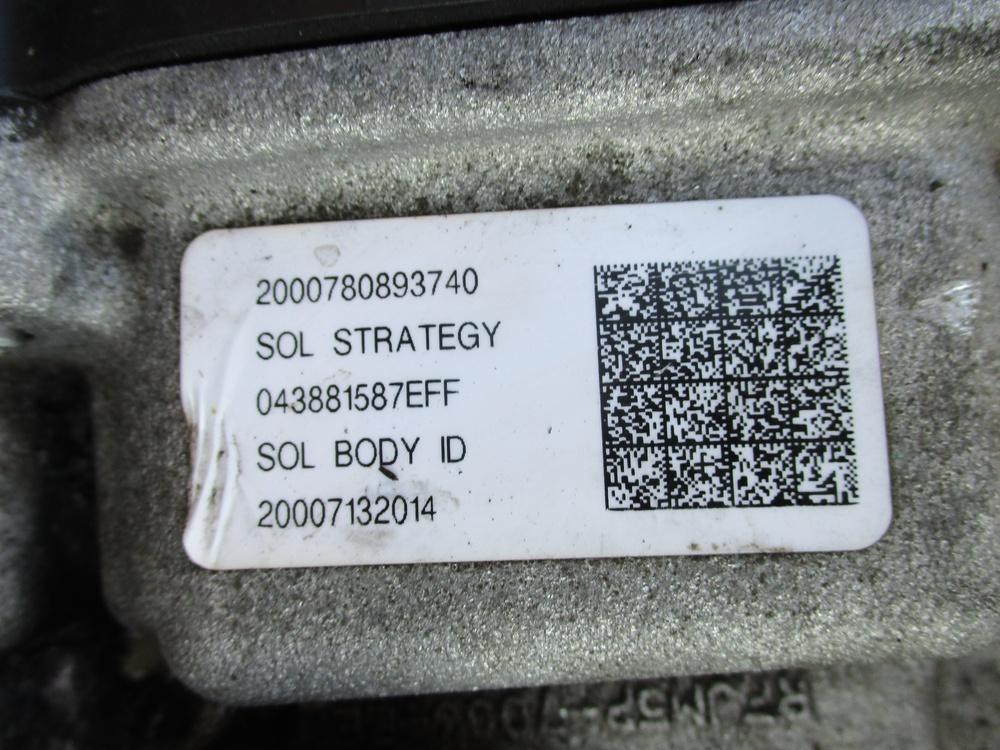 2000780893740
SOL STRATEGY
043881587EFF
SOL BODY ID
20007132014